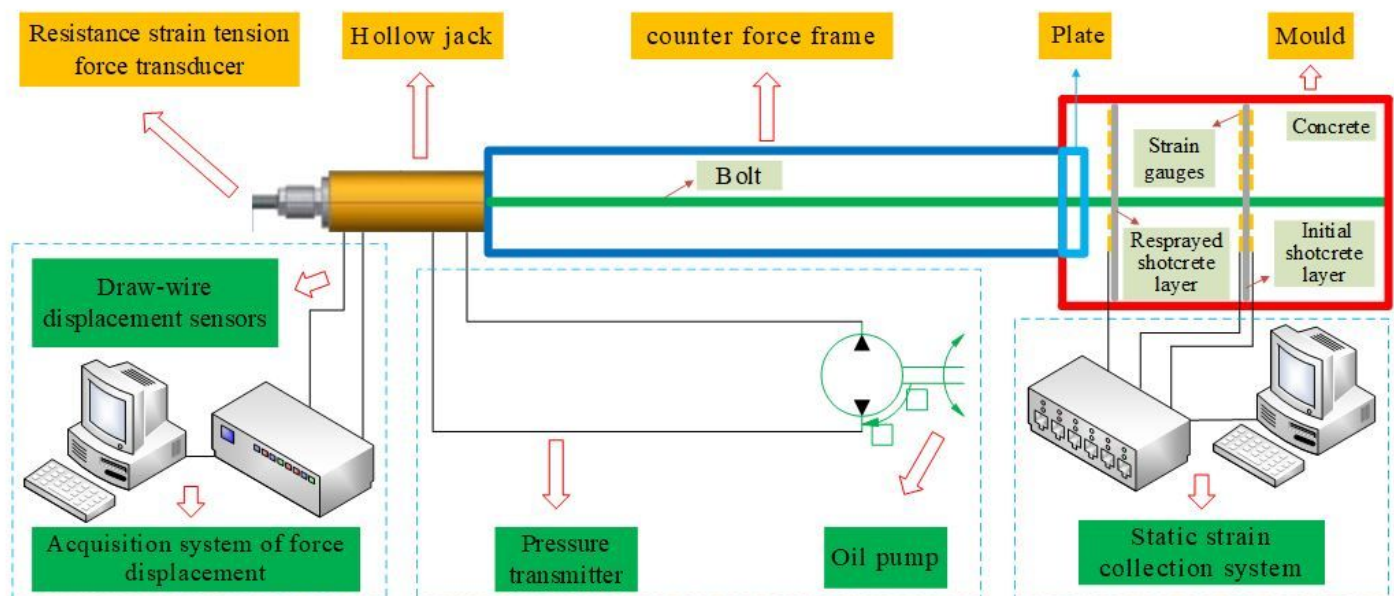 Resistance strain tension
force transducer
Hollow jack
counter force frame
Plate
Mould
Strain
gauges
Concrete
Bolt
Resprayed
shotcrete
layer
Initial
shotcrete
layer
Draw-wire
displacement sensors
Acquisition system of force
displacement
Pressure
transmitter
Oil pump
Static strain
collection system